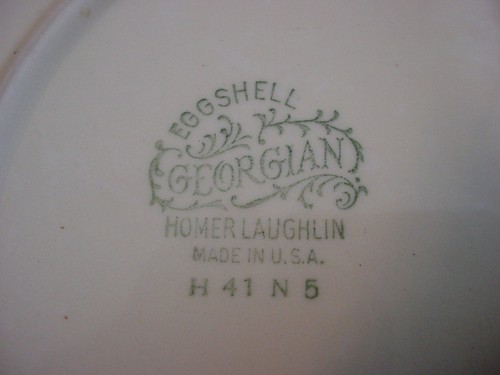 EGGSHELL
GEORGIAN
HOMER LAUGHLIN
MADE IN U.S.A.
H 41 N 5